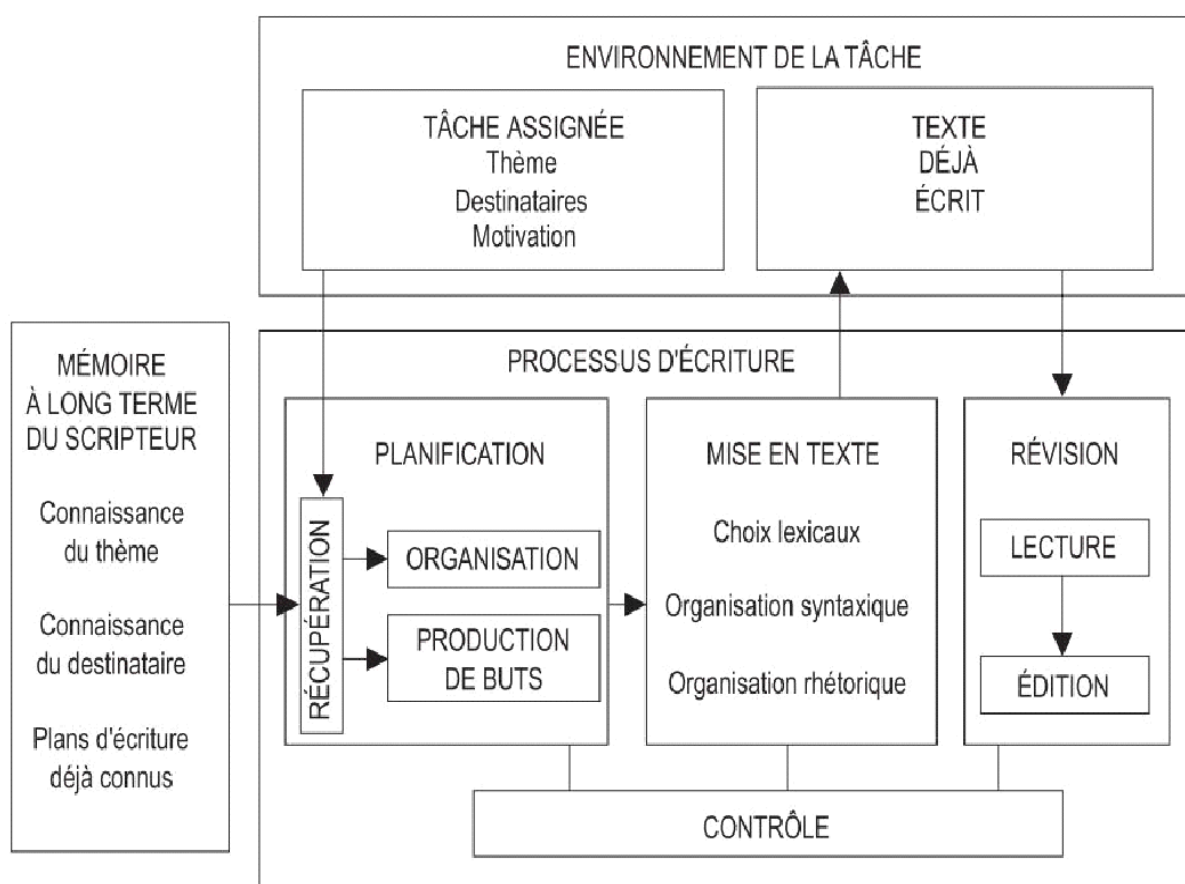 ENVIRONNEMENT DE LA TÂCHE
TÂCHE ASSIGNÉE
Thème
Destinataires
Motivation
TEXTE
DÉJÀ
ÉCRIT
MÉMOIRE
À LONG TERME
DU SCRIPTEUR
Connaissance
du thème
Connaissance
du destinataire
Plans d'écriture
déjà connus
PROCESSUS D'ÉCRITURE
PLANIFICATION
RÉCUPÉRATION
ORGANISATION
PRODUCTION
DE BUTS
MISE EN TEXTE
Choix lexicaux
Organisation syntaxique
Organisation rhétorique
RÉVISION
LECTURE
ÉDITION
CONTRÔLE